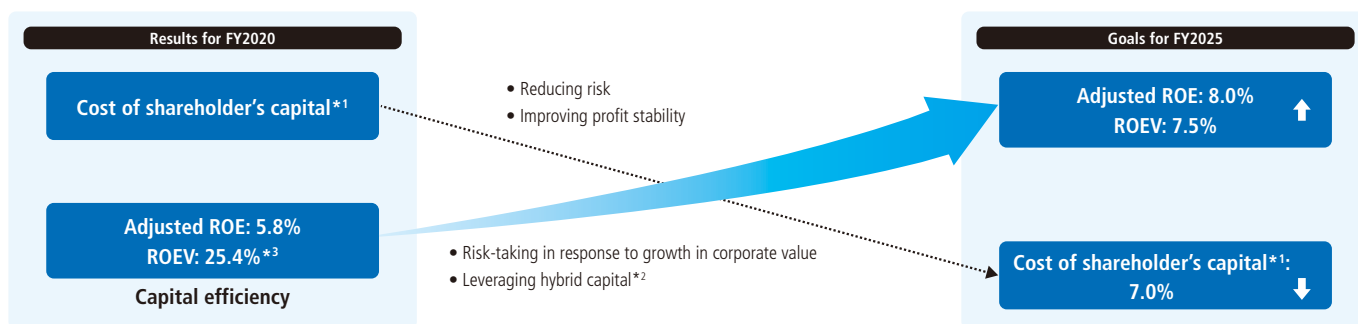 Results for FY2020
Cost of shareholder's capital*1
Adjusted ROE: 5.8%
ROEV: 25.4%*3
Capital efficiency
• Reducing risk
• Improving profit stability
• Risk-taking in response to growth in corporate value
• Leveraging hybrid capital*2
Goals for FY2025
Adjusted ROE: 8.0%
ROEV: 7.5%
Cost of shareholder's capital*1:
7.0%